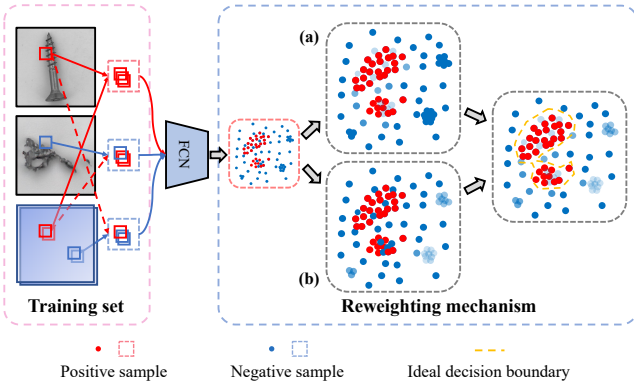 (a)
FCN
(b)
Training set
Reweighting mechanism
Positive sample
Negative sample
Ideal decision boundary